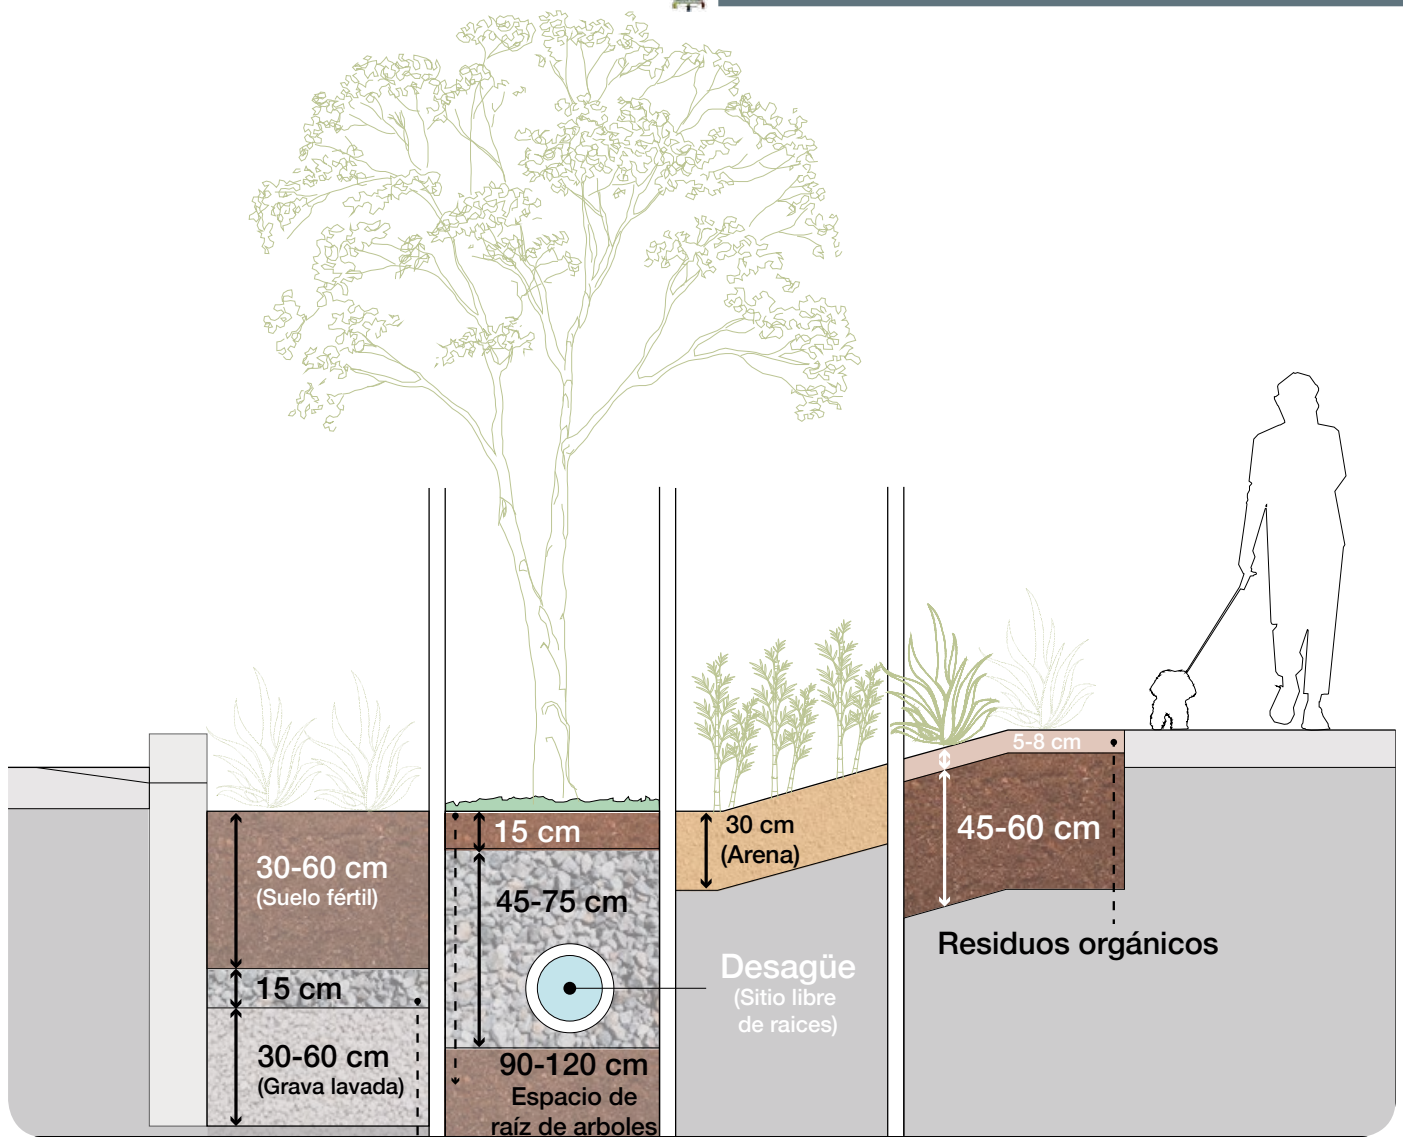 30-60 cm
(Suelo fértil)
15 cm
30-60 cm
(Grava lavada)
15 cm
45-75 cm
90-120 cm
Espacio de
raíz de arboles
30 cm
(Arena)
Desagüe
(Sitio libre
de raices)
5-8 cm
45-60 cm
Residuos orgánicos